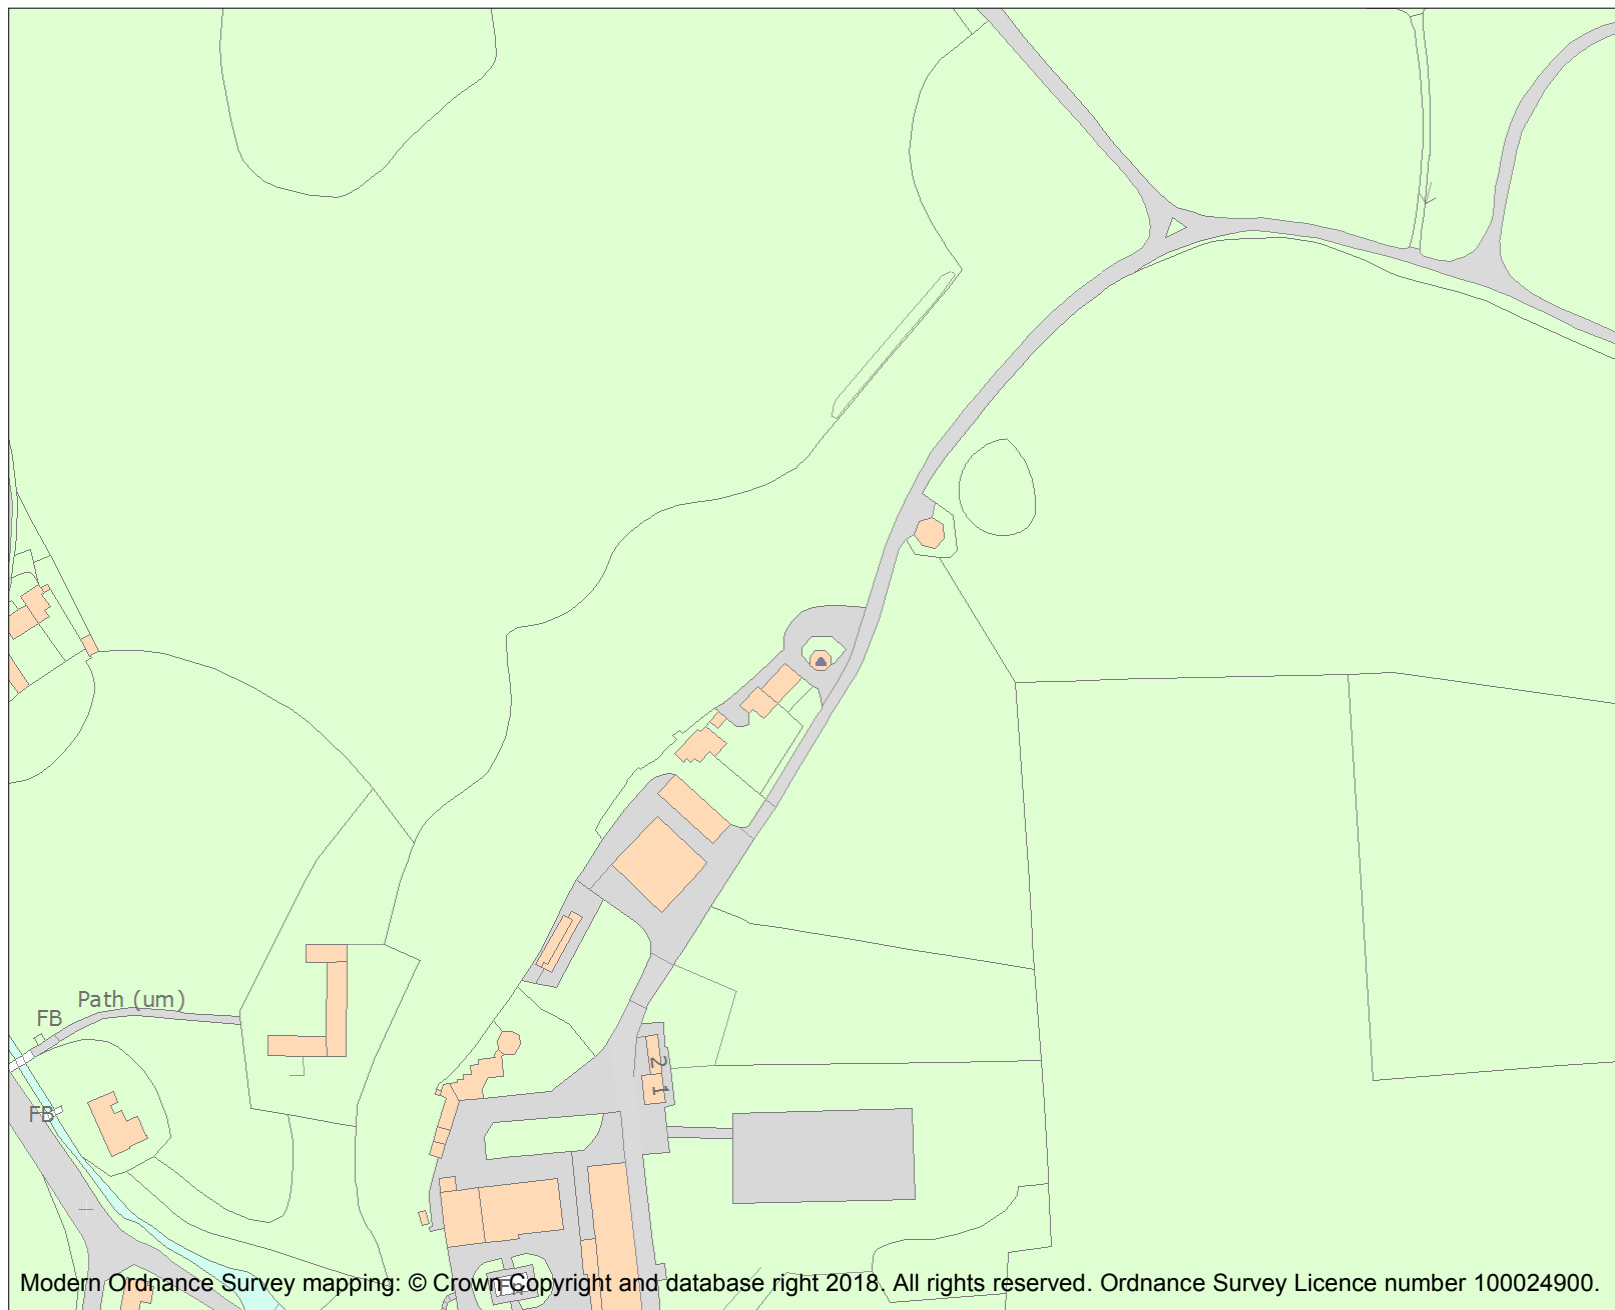 Path (um)
FB
2
1
FB
Fn
Modern Ordnance Survey mapping: © Crown Copyright and database right 2018. All rights reserved. Ordnance Survey Licence number 100024900.